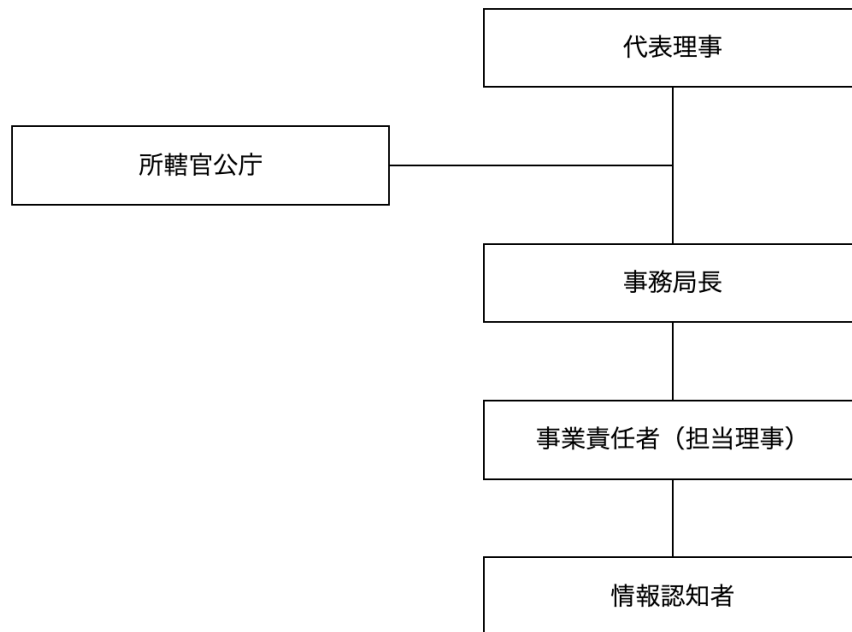 代表理事
所轄官公庁
事務局長
事業責任者（担当理事）
情報認知者